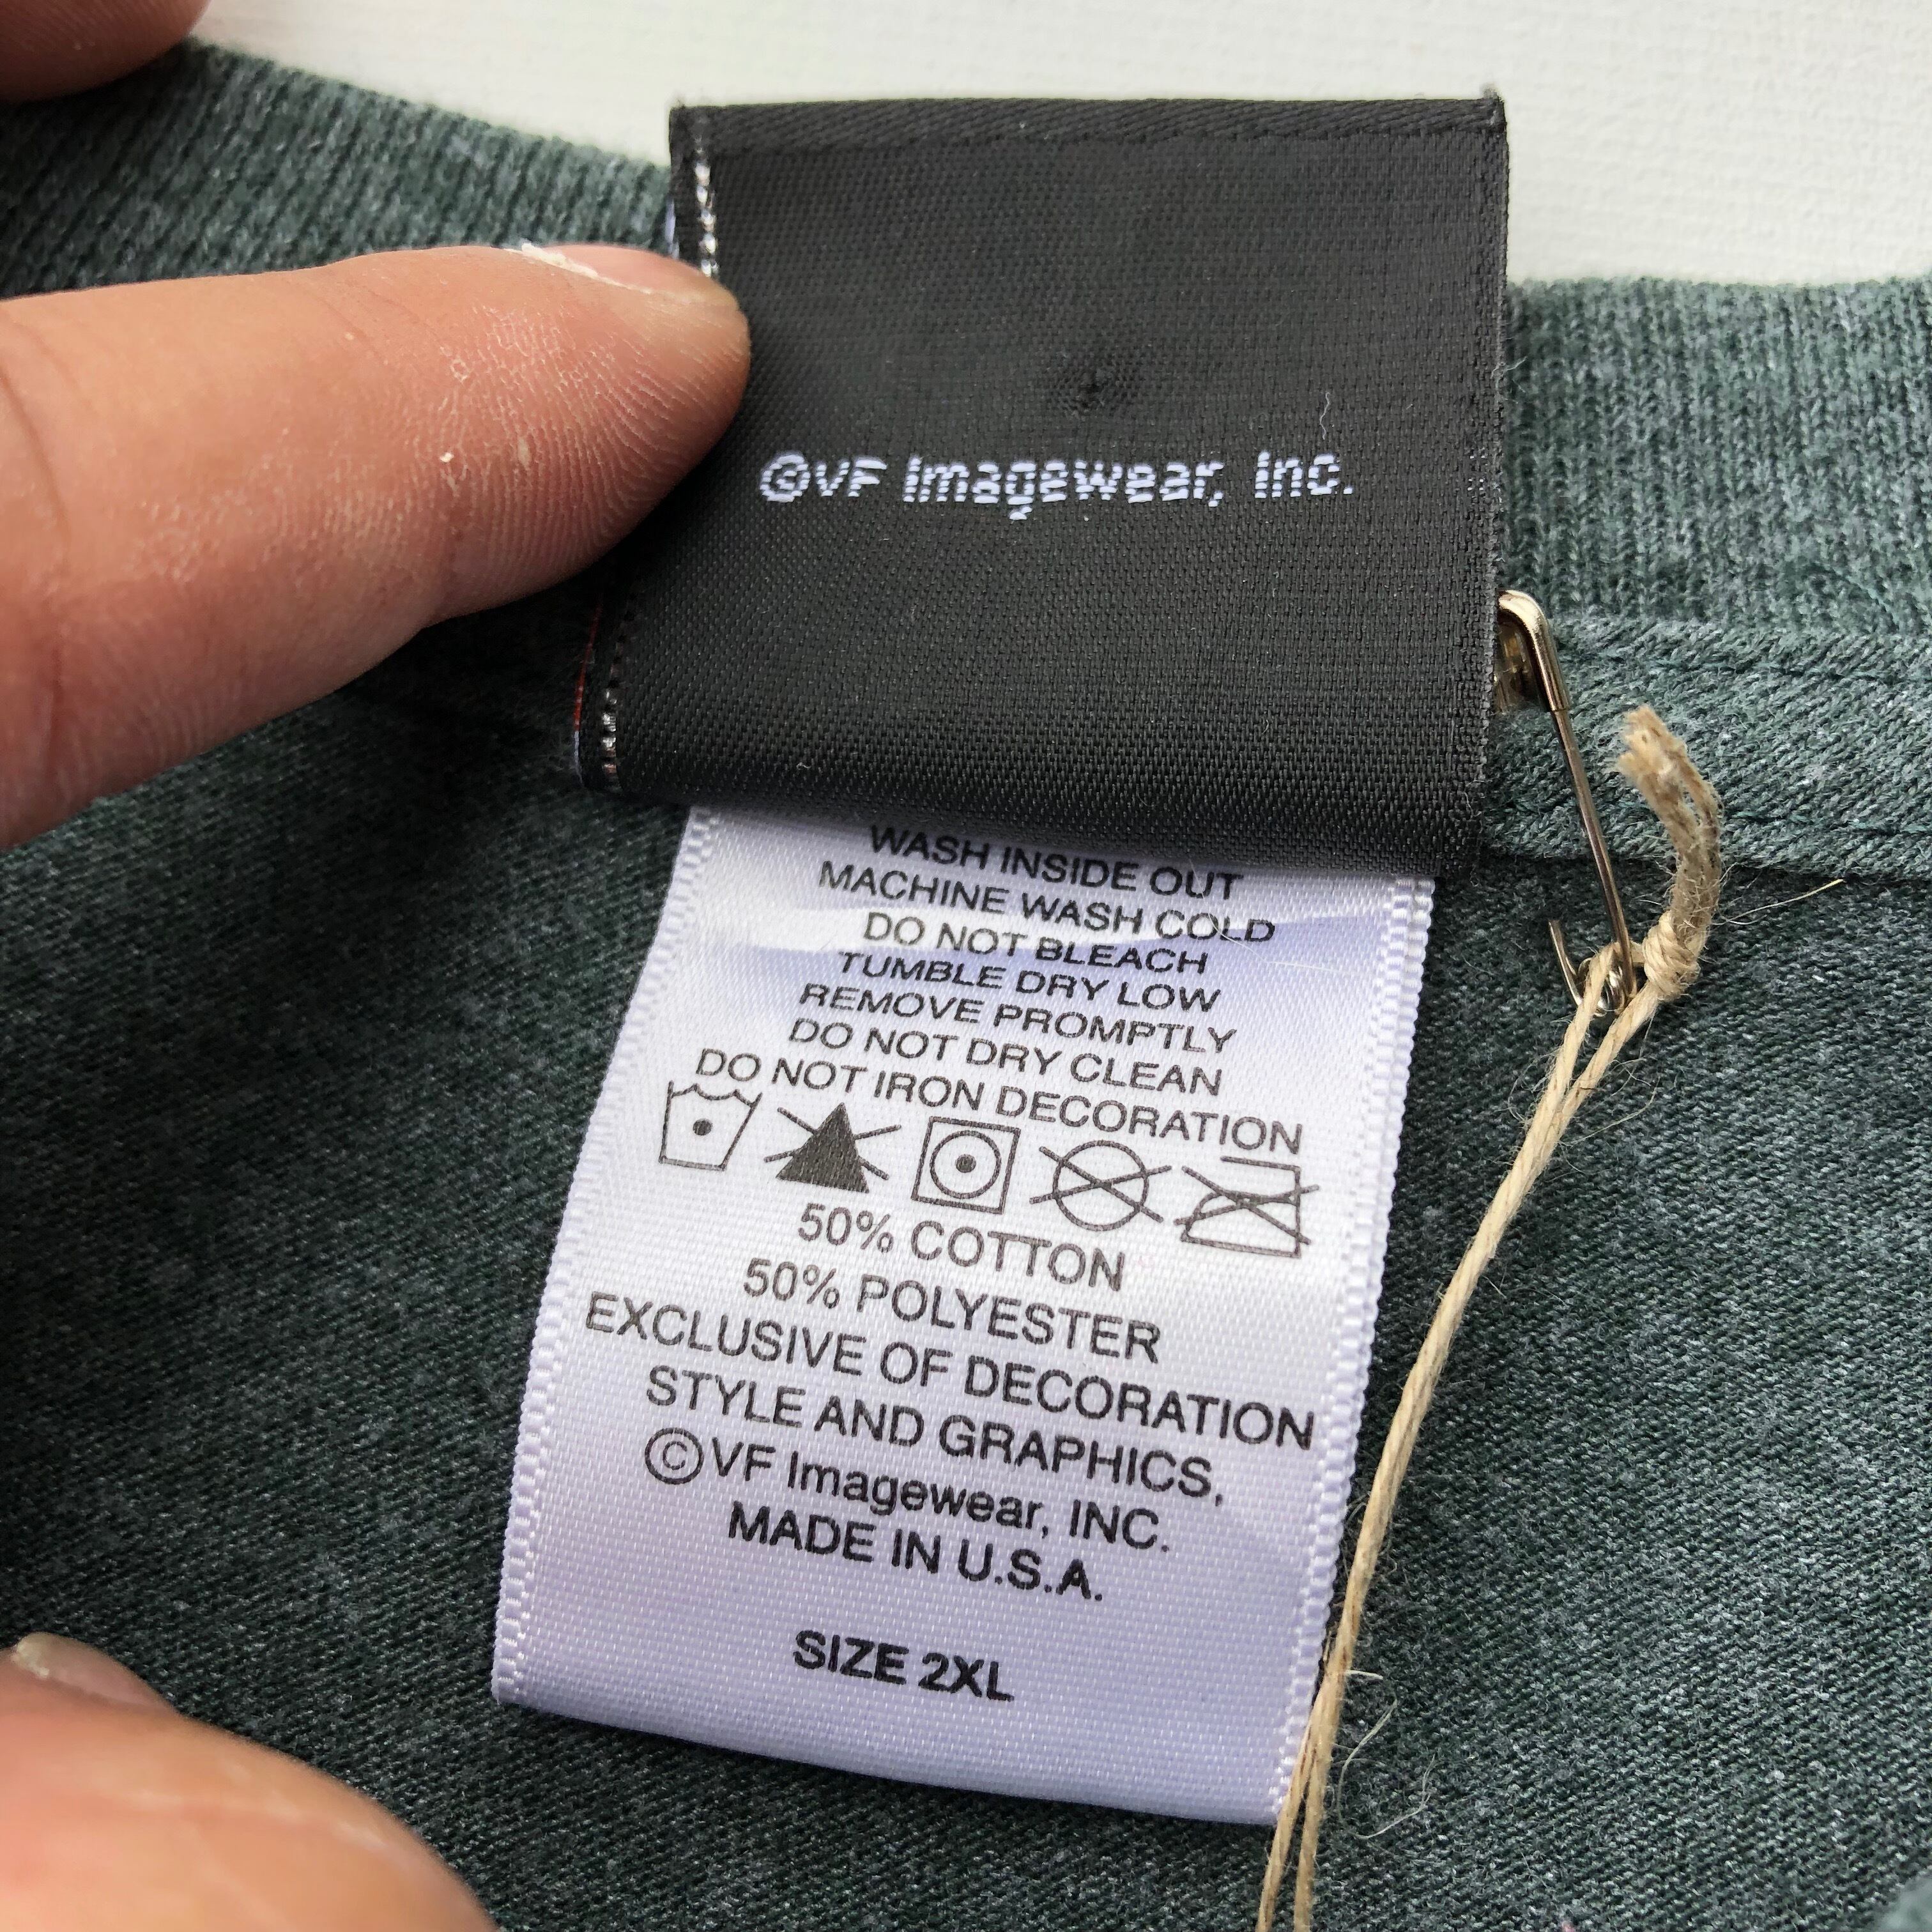 ©VF Imagewear, Inc.
WASH INSIDE OUT
MACHINE WASH COLD
DO NOT BLEACH
TUMBLE DRY LOW
REMOVE PROMPTLY
DO NOT DRY CLEAN
DO NOT IRON DECORATION
50% COTTON
50% POLYESTER
EXCLUSIVE OF DECORATION
STYLE AND GRAPHICS,
©VF Imagewear, INC.
MADE IN U.S.A.
SIZE 2XL